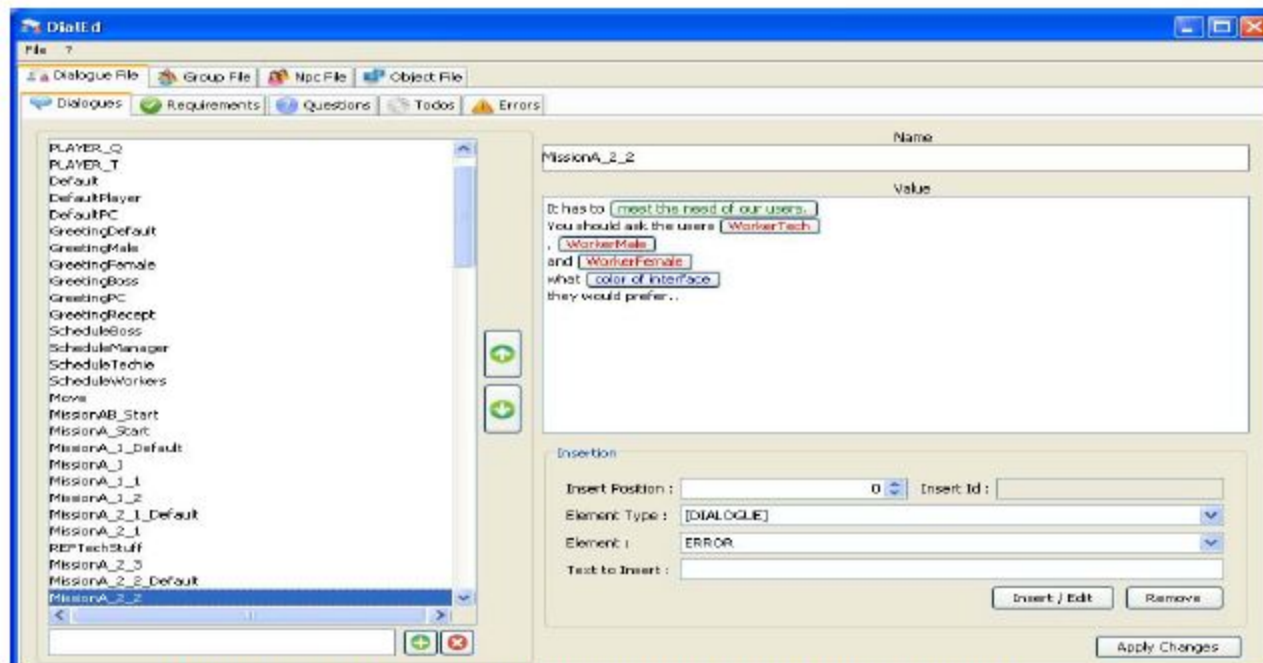 DialEd
File ?
Dialogue File Group File Npc File Object File
Dialogues Requirements Questions Todos Errors
PLAYER_Q
PLAYER_T
Default
DefaultPlayer
DefaultPC
GreetingDefault
GreetingMale
GreetingFemale
GreetingBoss
GreetingPC
GreetingRecept
ScheduleBoss
ScheduleManager
ScheduleTechie
ScheduleWorkers
Move
MissionAB_Start
MissionA_Start
MissionA_1_Default
MissionA_1
MissionA_1_1
MissionA_1_2
MissionA_2_1_Default
MissionA_2_1
REFTechStuff
MissionA_2_3
MissionA_2_2_Default
MissionA_2_2
Name
MissionA_2_2
Value
It has to meet the need of our users.
You should ask the users WorkerTech
, WorkerMale
and WorkerFemale
what color of interface
they would prefer..
Insertion
Insert Position : 0 Insert Id :
Element Type : [DIALOGUE]
Element : ERROR
Text to Insert :
Insert / Edit Remove
Apply Changes